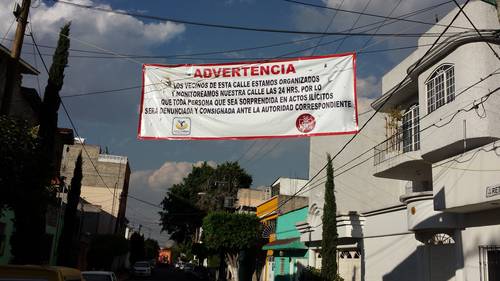 ADVERTENCIA
LOS VECINOS DE ESTA CALLE ESTAMOS ORGANIZADOS
Y MONITOREAMOS NUESTRA CALLE LAS 24 HRS. POR LO
QUE TODA PERSONA QUE SEA SORPRENDIDA EN ACTOS ILICITOS
SERÁ DENUNCIADA Y CONSIGNADA ANTE LA AUTORIDAD CORRESPONDIENTE